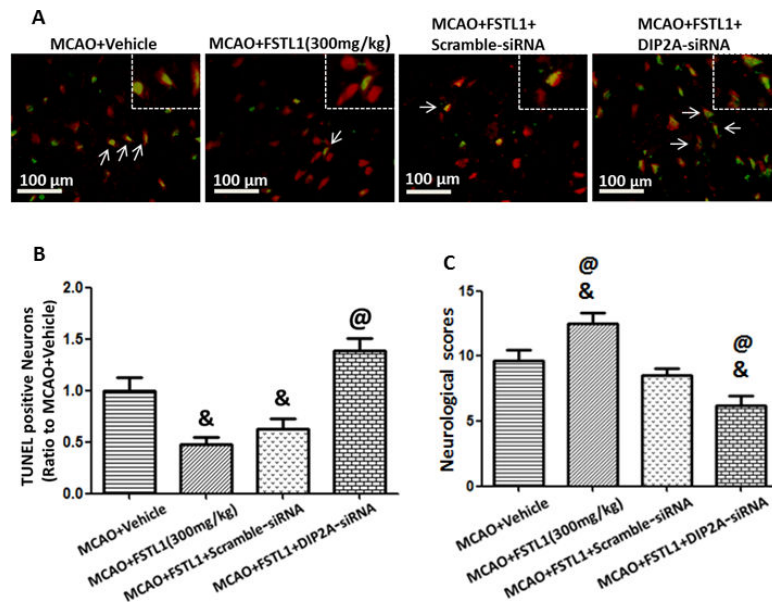 A
MCAO+Vehicle
MCAO+FSTL1(300mg/kg)
MCAO+FSTL1+
Scramble-siRNA
MCAO+FSTL1+
DIP2A-siRNA
100 µm
100 µm
100 µm
100 µm
B
TUNEL positive Neurons
(Ratio to MCAO+Vehicle)
2.0
1.5
1.0
0.5
0.0
&
&
@
MCAO+Vehicle
MCAO+FSTL1(300mg/kg)
MCAO+FSTL1+Scramble-siRNA
MCAO+FSTL1+DIP2A-siRNA
C
Neurological scores
15
10
5
0
@
&
@
&
MCAO+Vehicle
MCAO+FSTL1(300mg/kg)
MCAO+FSTL1+Scramble-siRNA
MCAO+FSTL1+DIP2A-siRNA